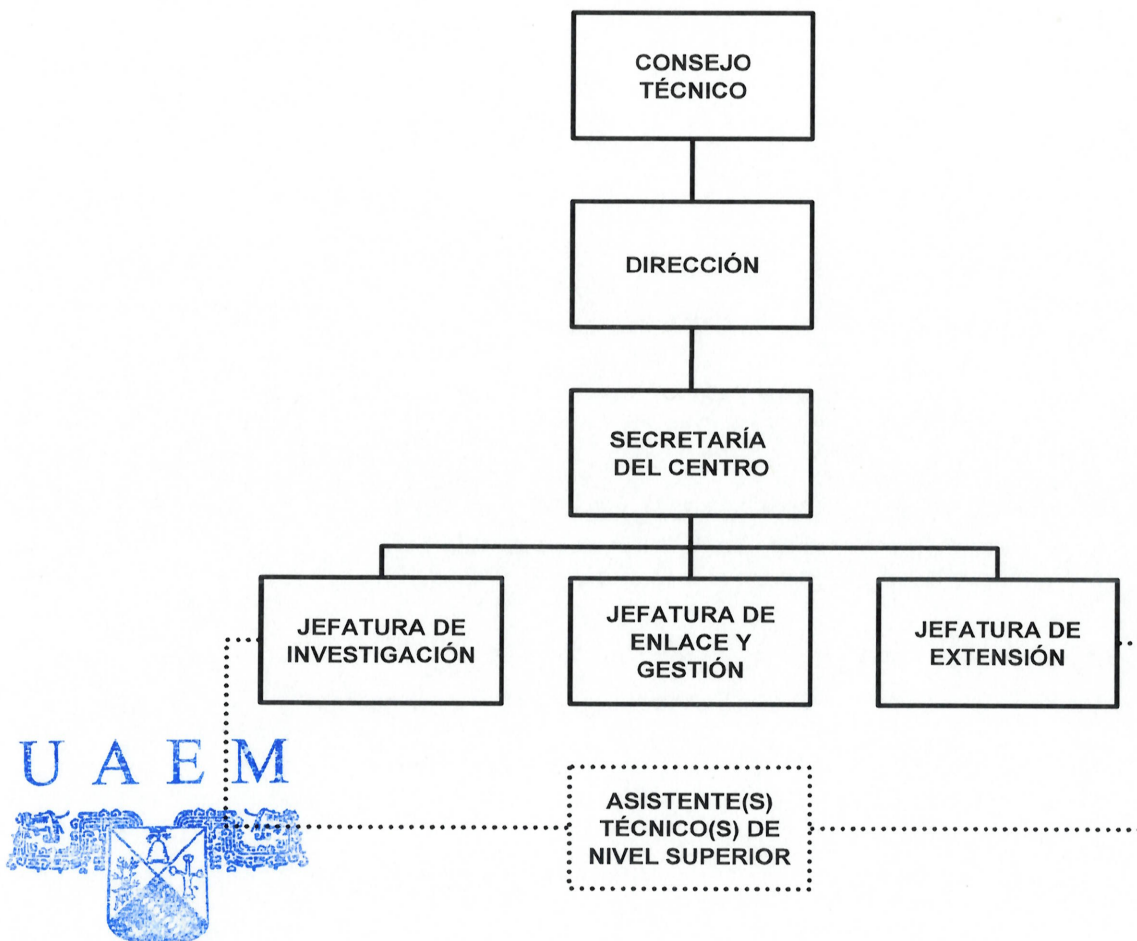 CONSEJO
TÉCNICO
DIRECCIÓN
SECRETARÍA
DEL CENTRO
JEFATURA DE
INVESTIGACIÓN
JEFATURA DE
ENLACE Y
GESTIÓN
JEFATURA DE
EXTENSIÓN
UAEM
ASISTENTE(S)
TÉCNICO(S) DE
NIVEL SUPERIOR